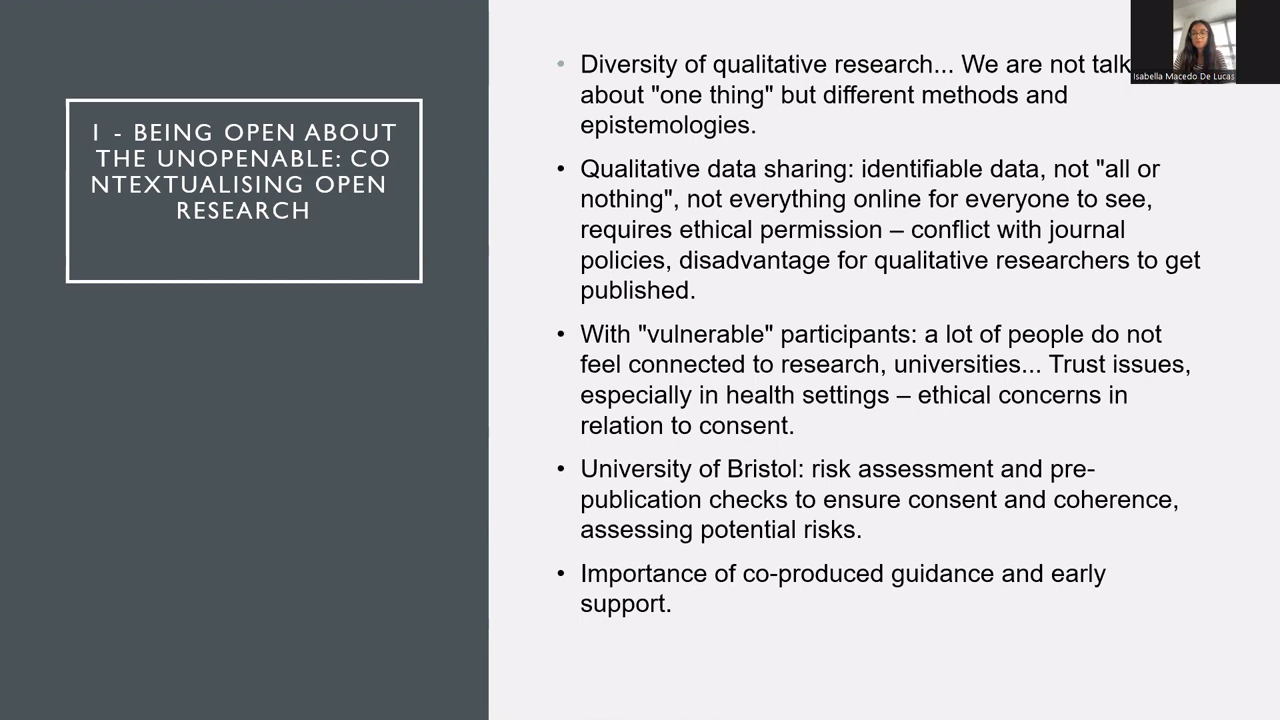 1 - BEING OPEN ABOUT
THE UNOPENABLE: CO
NTEXTUALISING OPEN
RESEARCH
• Diversity of qualitative research... We are not talk
about "one thing" but different methods and
epistemologies.
• Qualitative data sharing: identifiable data, not "all or
nothing", not everything online for everyone to see,
requires ethical permission – conflict with journal
policies, disadvantage for qualitative researchers to get
published.
• With "vulnerable" participants: a lot of people do not
feel connected to research, universities... Trust issues,
especially in health settings – ethical concerns in
relation to consent.
• University of Bristol: risk assessment and pre-
publication checks to ensure consent and coherence,
assessing potential risks.
• Importance of co-produced guidance and early
support.
Isabella Macedo De Lucas